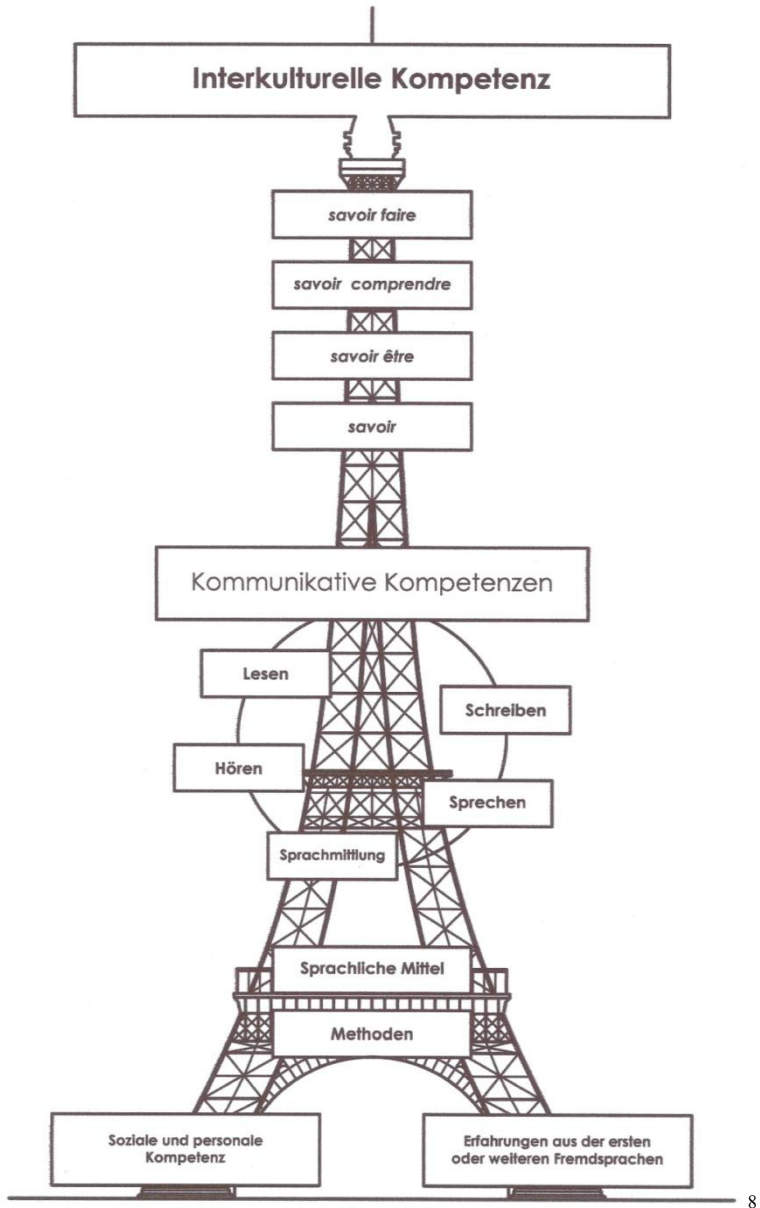 Interkulturelle Kompetenz
savoir faire
savoir comprendre
savoir être
savoir
Kommunikative Kompetenzen
Lesen
Schreiben
Hören
Sprechen
Sprachmittlung
Sprachliche Mittel
Methoden
Soziale und personale
Kompetenz
Erfahrungen aus der ersten
oder weiteren Fremdsprachen
8